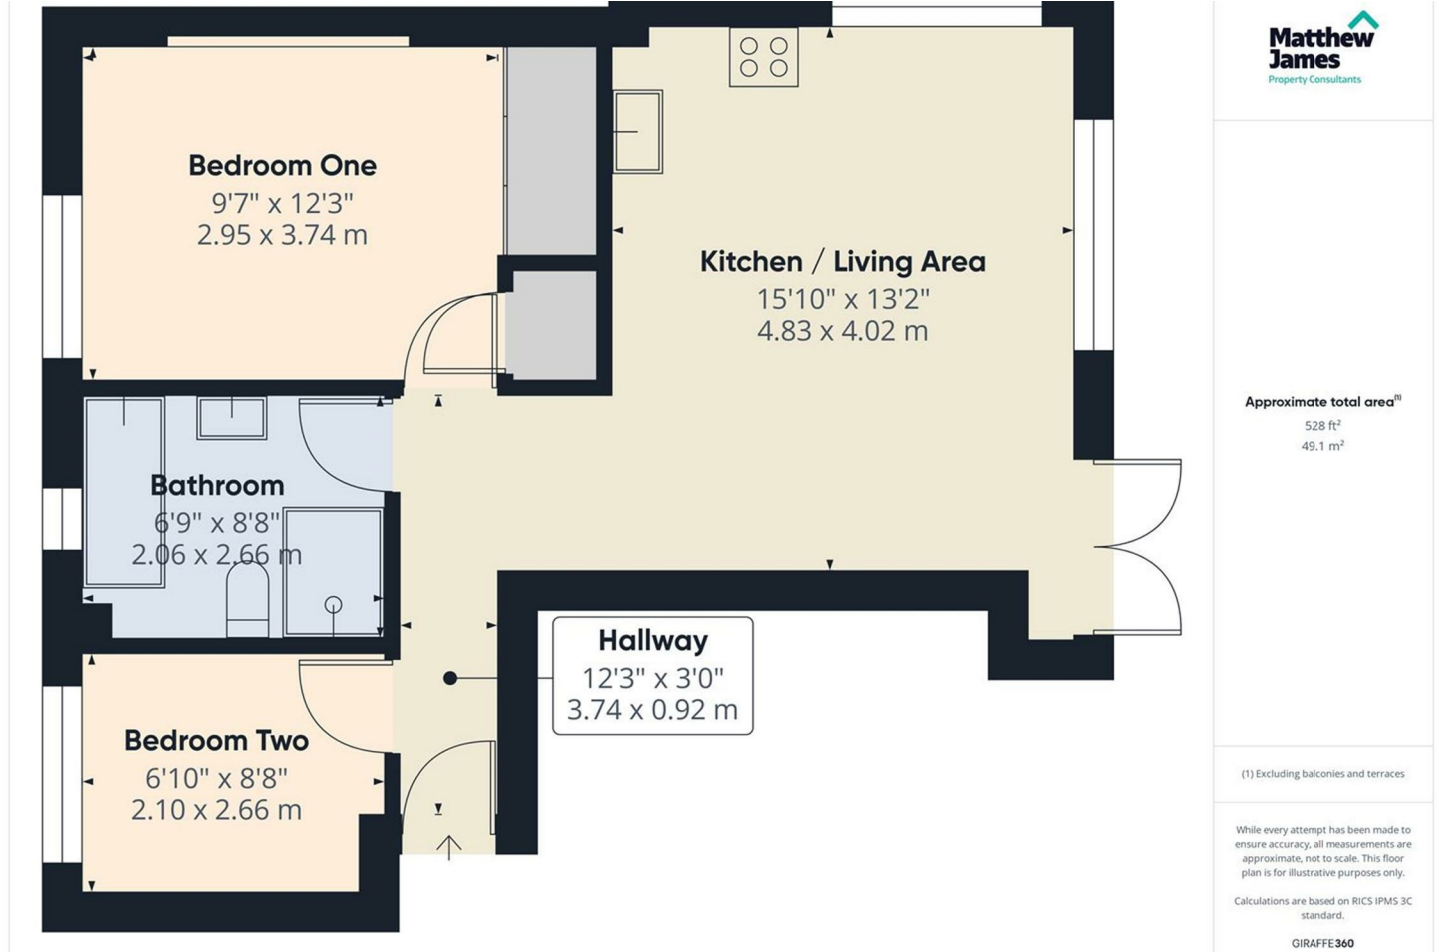 Bedroom One
9'7" x 12'3"
2.95 x 3.74 m
Kitchen / Living Area
15'10" x 13'2"
4.83 x 4.02 m
Bathroom
6'9" x 8'8"
2.06 x 2.66 m
Hallway
12'3" x 3'0"
3.74 x 0.92 m
Bedroom Two
6'10" x 8'8"
2.10 x 2.66 m
Matthew
James
Property Consultants
Approximate total area(1)
528 ft²
49.1 m²
(1) Excluding balconies and terraces
While every attempt has been made to
ensure accuracy, all measurements are
approximate, not to scale. This floor
plan is for illustrative purposes only.
Calculations are based on RICS IPMS 3C
standard.
GIRAFFE360